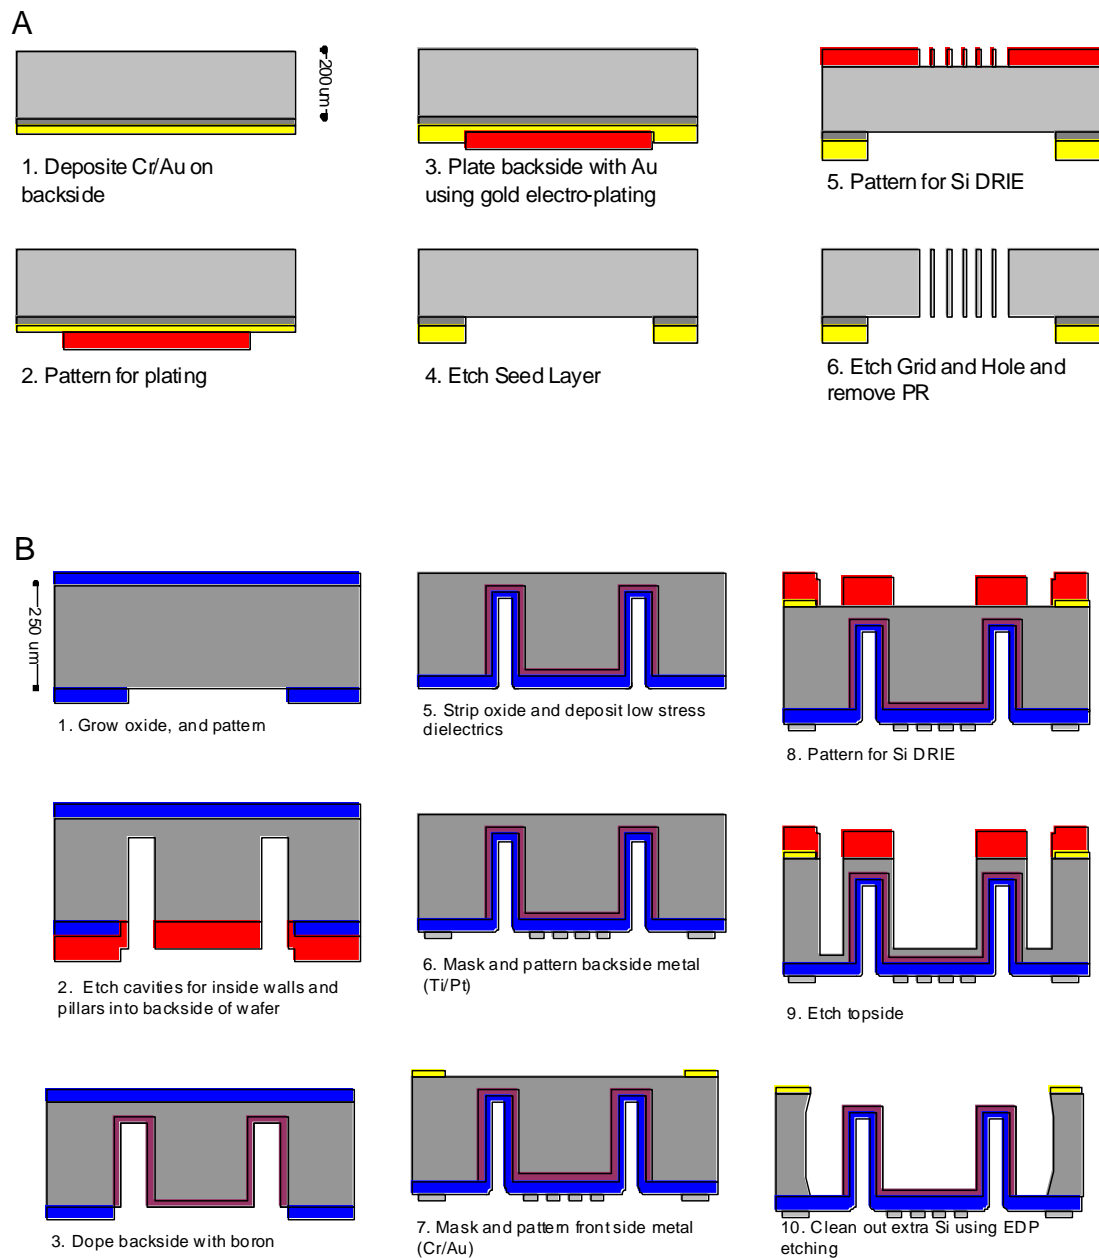 A
200 um
1. Deposite Cr/Au on
backside
2. Pattern for plating
3. Plate backside with Au
using gold electro-plating
4. Etch Seed Layer
5. Pattern for Si DRIE
6. Etch Grid and Hole and
remove PR
B
250 um
1. Grow oxide, and pattern
2. Etch cavities for inside walls and
pillars into backside of wafer
3. Dope backside with boron
5. Strip oxide and deposit low stress
dielectrics
6. Mask and pattern backside metal
(Ti/Pt)
7. Mask and pattern front side metal
(Cr/Au)
8. Pattern for Si DRIE
9. Etch topside
10. Clean out extra Si using EDP
etching